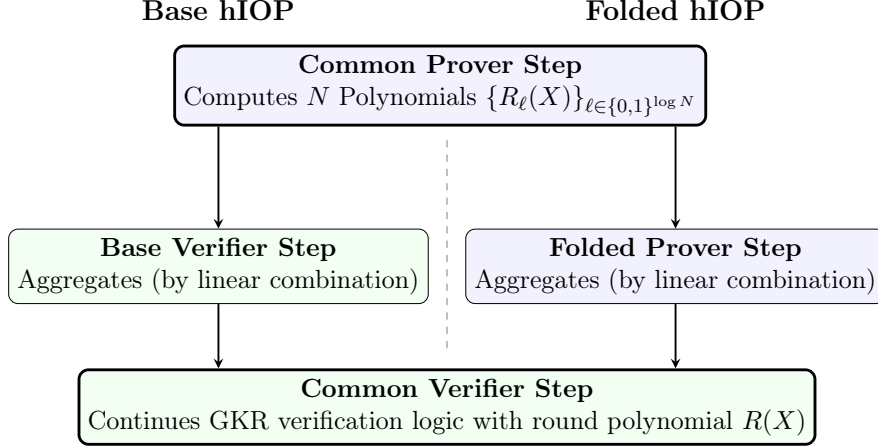 Base hIOP
Folded hIOP
Common Prover Step
Computes N Polynomials {R_ℓ(X)}_{ℓ∈{0,1}^{log N}}
Base Verifier Step
Aggregates (by linear combination)
Folded Prover Step
Aggregates (by linear combination)
Common Verifier Step
Continues GKR verification logic with round polynomial R(X)